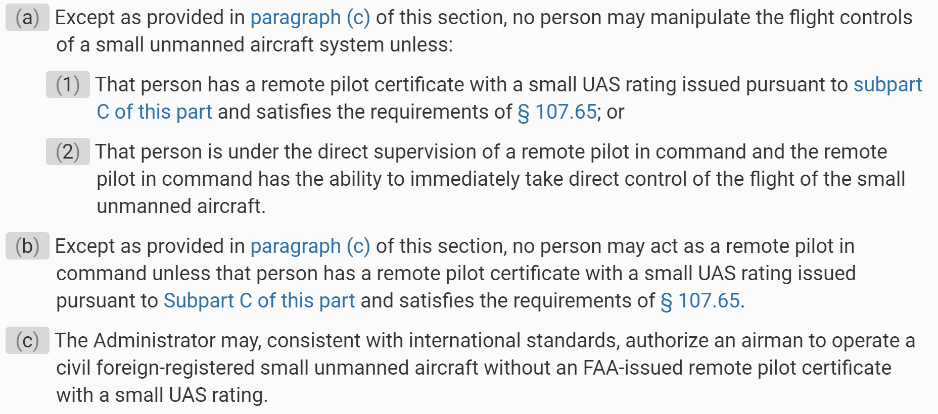 (a) Except as provided in paragraph (c) of this section, no person may manipulate the flight controls
of a small unmanned aircraft system unless:
(1) That person has a remote pilot certificate with a small UAS rating issued pursuant to subpart
C of this part and satisfies the requirements of § 107.65; or
(2) That person is under the direct supervision of a remote pilot in command and the remote
pilot in command has the ability to immediately take direct control of the flight of the small
unmanned aircraft.
(b) Except as provided in paragraph (c) of this section, no person may act as a remote pilot in
command unless that person has a remote pilot certificate with a small UAS rating issued
pursuant to Subpart C of this part and satisfies the requirements of § 107.65.
(c) The Administrator may, consistent with international standards, authorize an airman to operate a
civil foreign-registered small unmanned aircraft without an FAA-issued remote pilot certificate
with a small UAS rating.